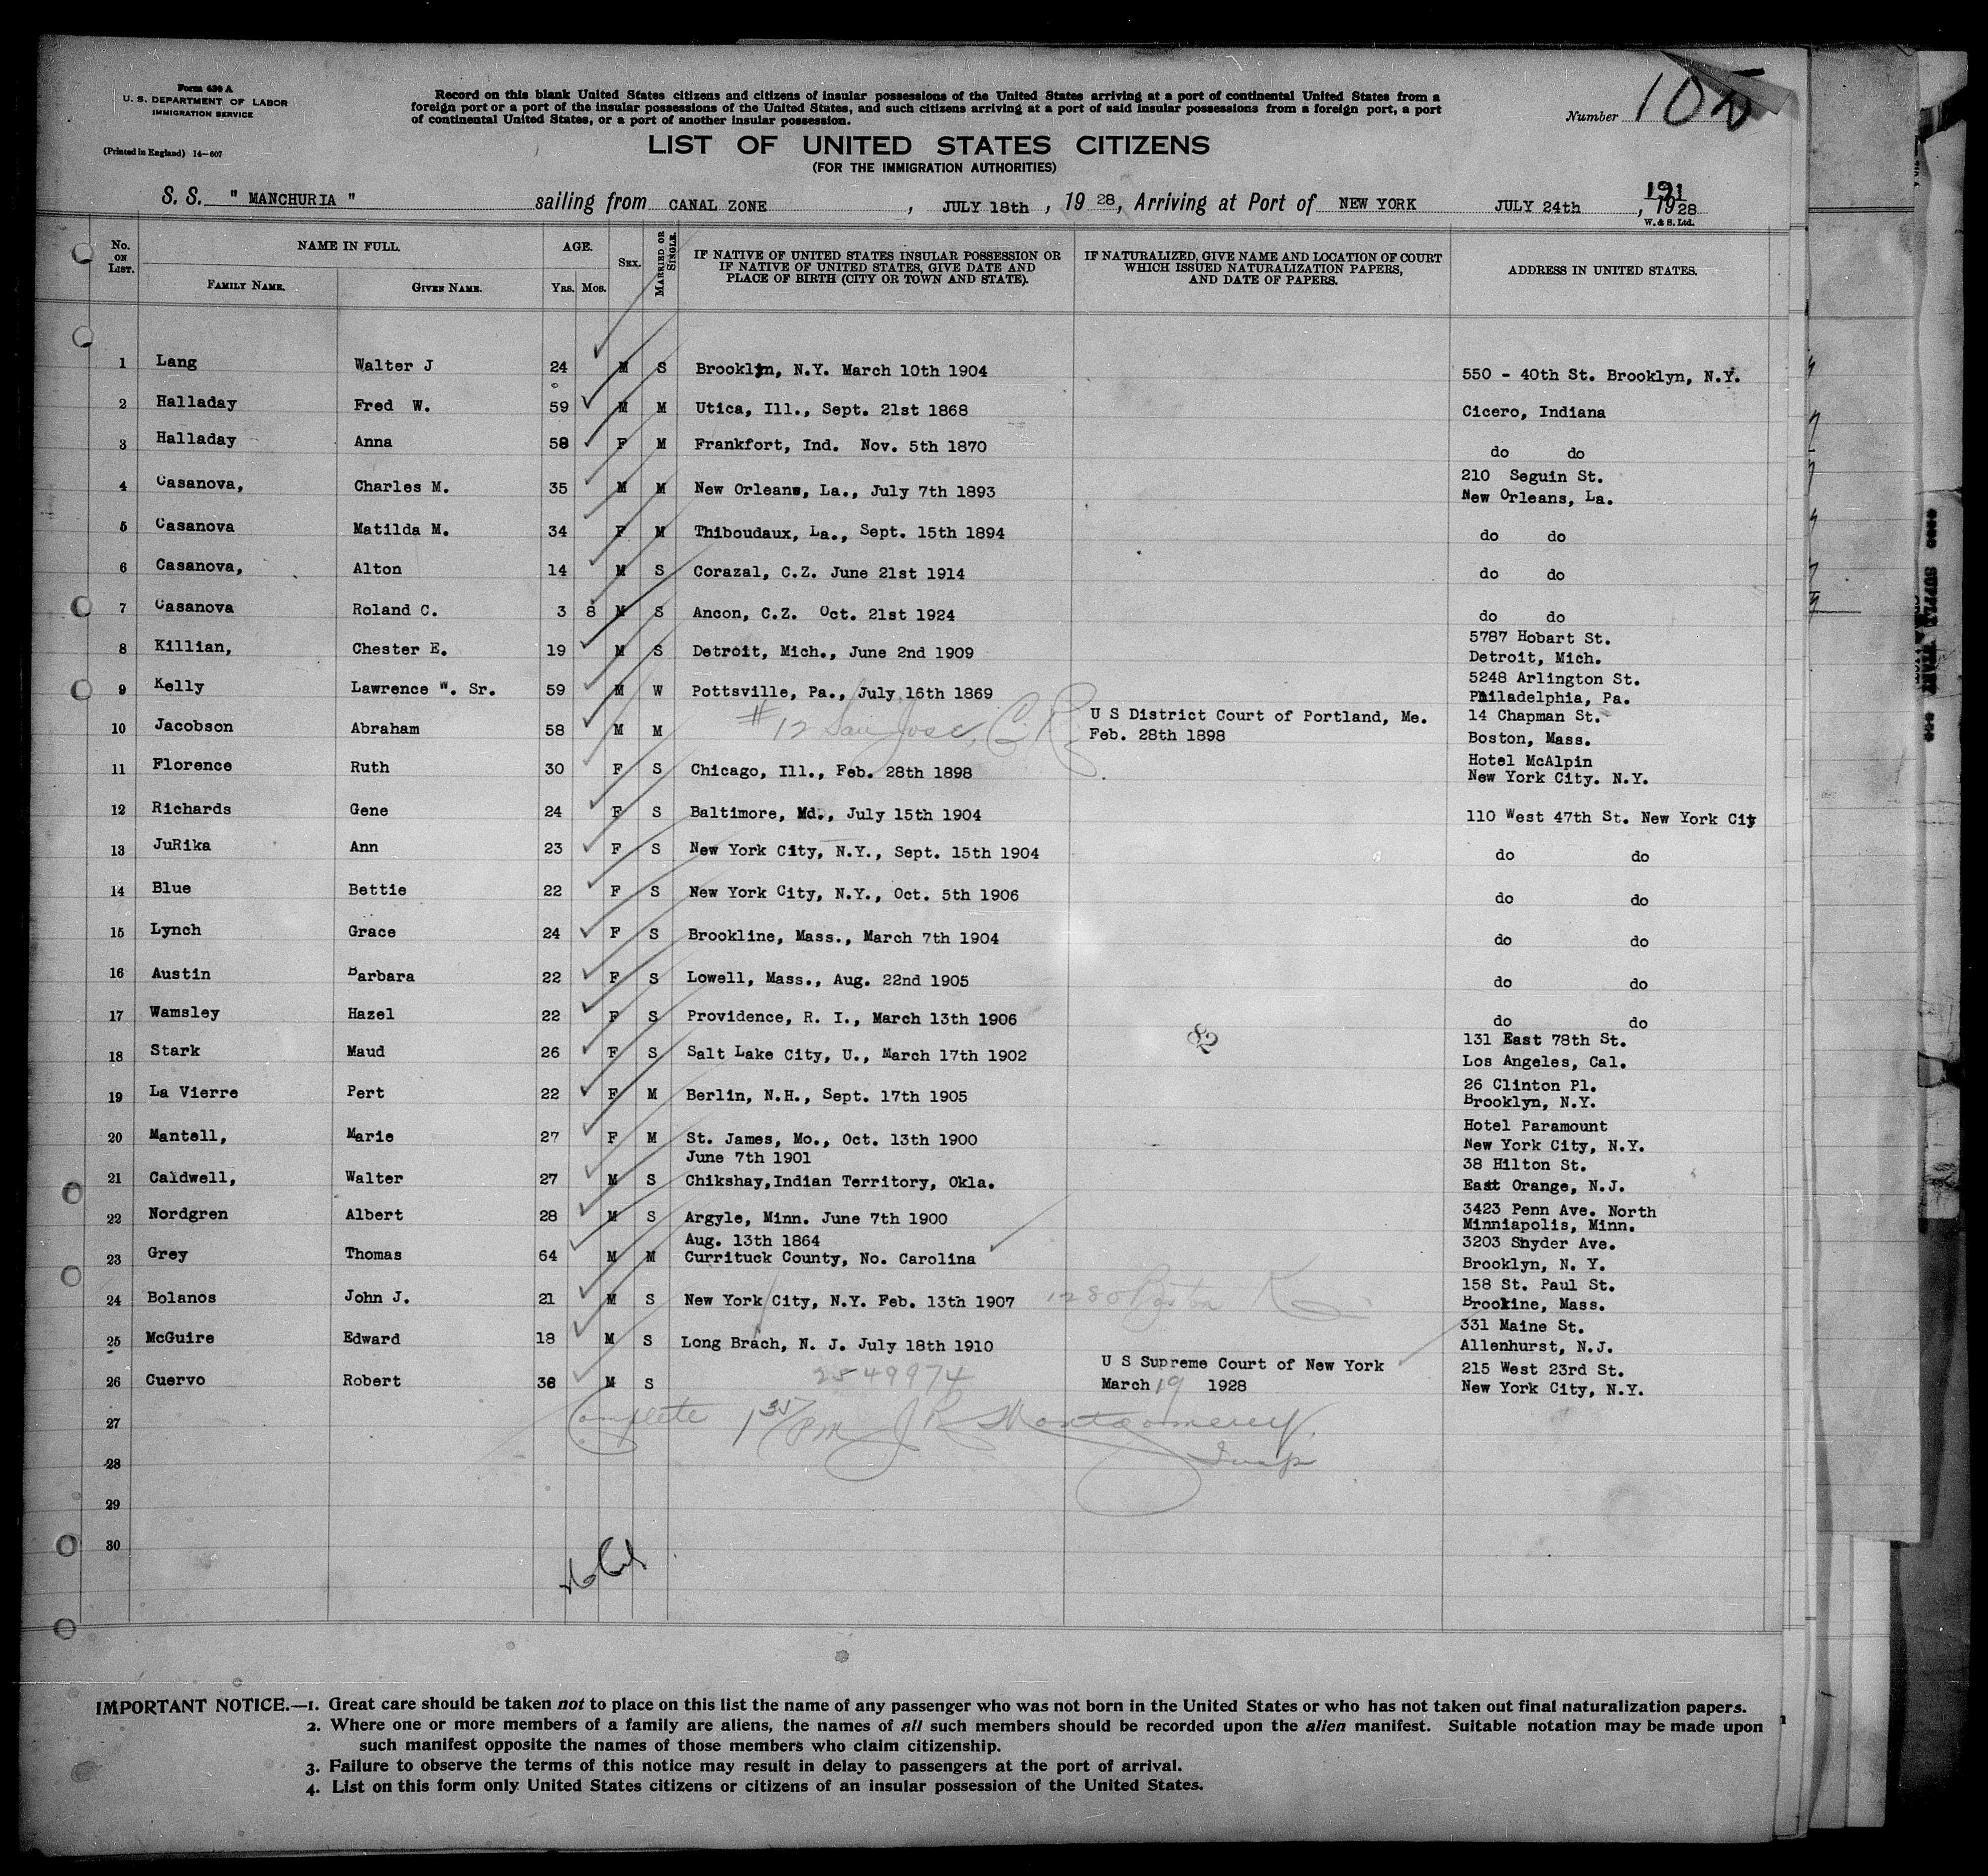 Form 630 A
U. S. DEPARTMENT OF LABOR
IMMIGRATION SERVICE
(Printed in England) 14-607
Record on this blank United States citizens and citizens of insular possessions of the United States arriving at a port of continental United States from a
foreign port or a port of the insular possessions of the United States, and such citizens arriving at a port of said insular possessions from a foreign port, a port
of continental United States, or a port of another insular possession.
Number 105
LIST OF UNITED STATES CITIZENS
(FOR THE IMMIGRATION AUTHORITIES)
191
S. S. " MANCHURIA " sailing from CANAL ZONE , JULY 18th , 19 28, Arriving at Port of NEW YORK JULY 24th , 1928
W. & S. Ltd.
No. ON LIST. NAME IN FULL. AGE. SEX. MARRIED OR SINGLE. IF NATIVE OF UNITED STATES INSULAR POSSESSION OR IF NATIVE OF UNITED STATES, GIVE DATE AND PLACE OF BIRTH (CITY OR TOWN AND STATE). IF NATURALIZED, GIVE NAME AND LOCATION OF COURT WHICH ISSUED NATURALIZATION PAPERS, AND DATE OF PAPERS. ADDRESS IN UNITED STATES.
FAMILY NAME. GIVEN NAME. YRS. MOS.
1 Lang Walter J 24 M S Brooklyn, N.Y. March 10th 1904 550 - 40th St. Brooklyn, N.Y.
2 Halladay Fred W. 59 M M Utica, Ill., Sept. 21st 1868 Cicero, Indiana
3 Halladay Anna 58 F M Frankfort, Ind. Nov. 5th 1870 do do
4 Casanova, Charles M. 35 M M New Orleans, La., July 7th 1893 210 Seguin St.
New Orleans, La.
5 Casanova Matilda M. 34 F M Thiboudaux, La., Sept. 15th 1894 do do
6 Casanova, Alton 14 M S Corazal, C.Z. June 21st 1914 do do
7 Casanova Roland C. 3 8 M S Ancon, C.Z. Oct. 21st 1924 do do
8 Killian, Chester E. 19 M S Detroit, Mich., June 2nd 1909 5787 Hobart St.
Detroit, Mich.
9 Kelly Lawrence W. Sr. 59 M W Pottsville, Pa., July 16th 1869 5248 Arlington St.
Philadelphia, Pa.
10 Jacobson Abraham 58 M M #12 San Jose, C.R. U S District Court of Portland, Me.
Feb. 28th 1898 14 Chapman St.
Boston, Mass.
11 Florence Ruth 30 F S Chicago, Ill., Feb. 28th 1898 Hotel McAlpin
New York City. N.Y.
12 Richards Gene 24 F S Baltimore, Md., July 15th 1904 110 West 47th St. New York City
13 JuRika Ann 23 F S New York City, N.Y., Sept. 15th 1904 do do
14 Blue Bettie 22 F S New York City, N.Y., Oct. 5th 1906 do do
15 Lynch Grace 24 F S Brookline, Mass., March 7th 1904 do do
16 Austin Barbara 22 F S Lowell, Mass., Aug. 22nd 1905 do do
17 Wamsley Hazel 22 F S Providence, R. I., March 13th 1906 do do
18 Stark Maud 26 F S Salt Lake City, U., March 17th 1902 131 East 78th St.
Los Angeles, Cal.
19 La Vierre Pert 22 F M Berlin, N.H., Sept. 17th 1905 26 Clinton Pl.
Brooklyn, N.Y.
20 Mantell, Marie 27 F M St. James, Mo., Oct. 13th 1900 Hotel Paramount
New York City, N.Y.
June 7th 1901
21 Caldwell, Walter 27 M S Chikshay,Indian Territory, Okla. 38 Hilton St.
East Orange, N.J.
22 Nordgren Albert 28 M S Argyle, Minn. June 7th 1900 3423 Penn Ave. North
Minniapolis, Minn.
Aug. 13th 1864
23 Grey Thomas 64 M M Currituck County, No. Carolina 3203 Snyder Ave.
Brooklyn, N. Y.
24 Bolanos John J. 21 M S New York City, N.Y. Feb. 13th 1907 158 St. Paul St.
Brookine, Mass.
25 McGuire Edward 18 M S Long Brach, N. J. July 18th 1910 331 Maine St.
Allenhurst, N.J.
26 Cuervo Robert 36 M S 2549974 U S Supreme Court of New York
March 19 1928 215 West 23rd St.
New York City, N.Y.
27 Complete 1 35/PM J R Montgomery,
28 Insp
29
30
IMPORTANT NOTICE.—1. Great care should be taken not to place on this list the name of any passenger who was not born in the United States or who has not taken out final naturalization papers.
2. Where one or more members of a family are aliens, the names of all such members should be recorded upon the alien manifest. Suitable notation may be made upon
such manifest opposite the names of those members who claim citizenship.
3. Failure to observe the terms of this notice may result in delay to passengers at the port of arrival.
4. List on this form only United States citizens or citizens of an insular possession of the United States.